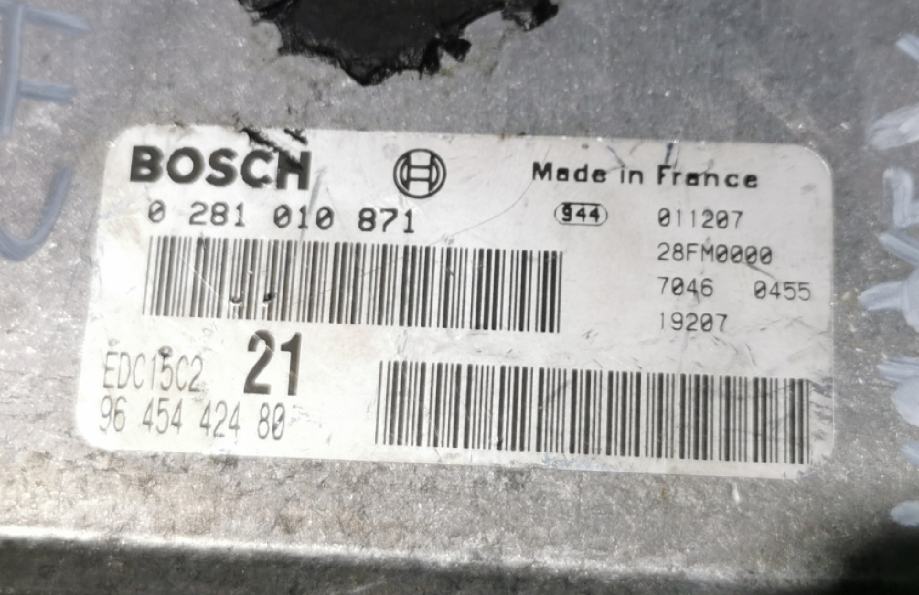 BOSCH
Made in France
0 281 010 871
944
011207
28FM0000
7046 0455
19207
EDC15C2 21
96 454 424 80